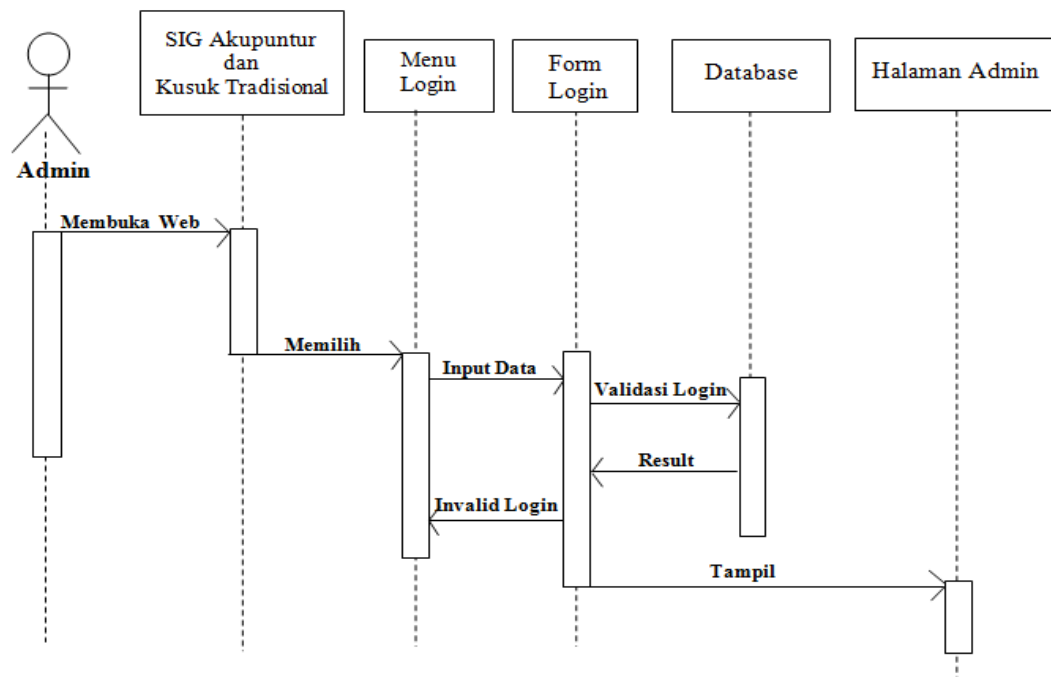 SIG Akupuntur
dan
Kusuk Tradisional
Menu
Login
Form
Login
Database
Halaman Admin
Admin
Membuka Web
Memilih
Input Data
Validasi Login
Result
Invalid Login
Tampil